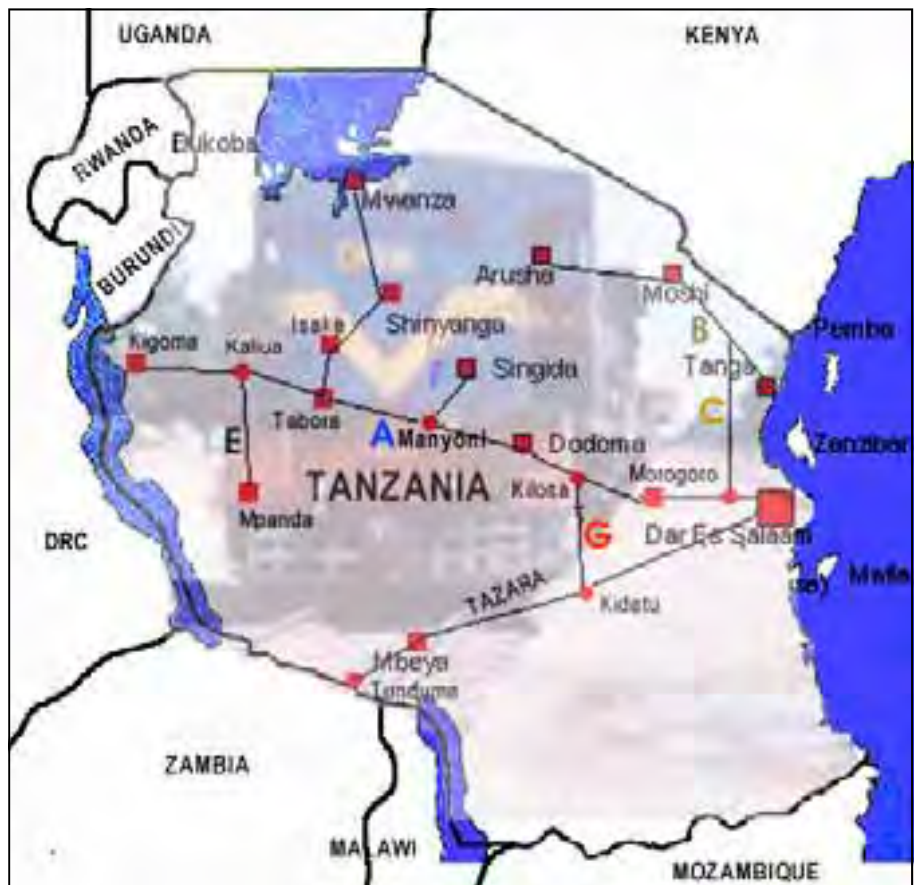 UGANDA
KENYA
RWANDA
Bukoba
Mwanza
BURUNDI
Arusha
Moshi
Isaka
Shinyanga
B
Pemba
Kigoma
Kaliua
Singida
Tanga
Tabora
A
Manyoni
C
E
Dodoma
Zanzibar
TANZANIA
Kilosa
Morogoro
Mpanda
G
Dar Es Salaam
DRC
TAZARA
Mafia
Kidatu
Mbeya
Tunduma
ZAMBIA
MALAWI
MOZAMBIQUE